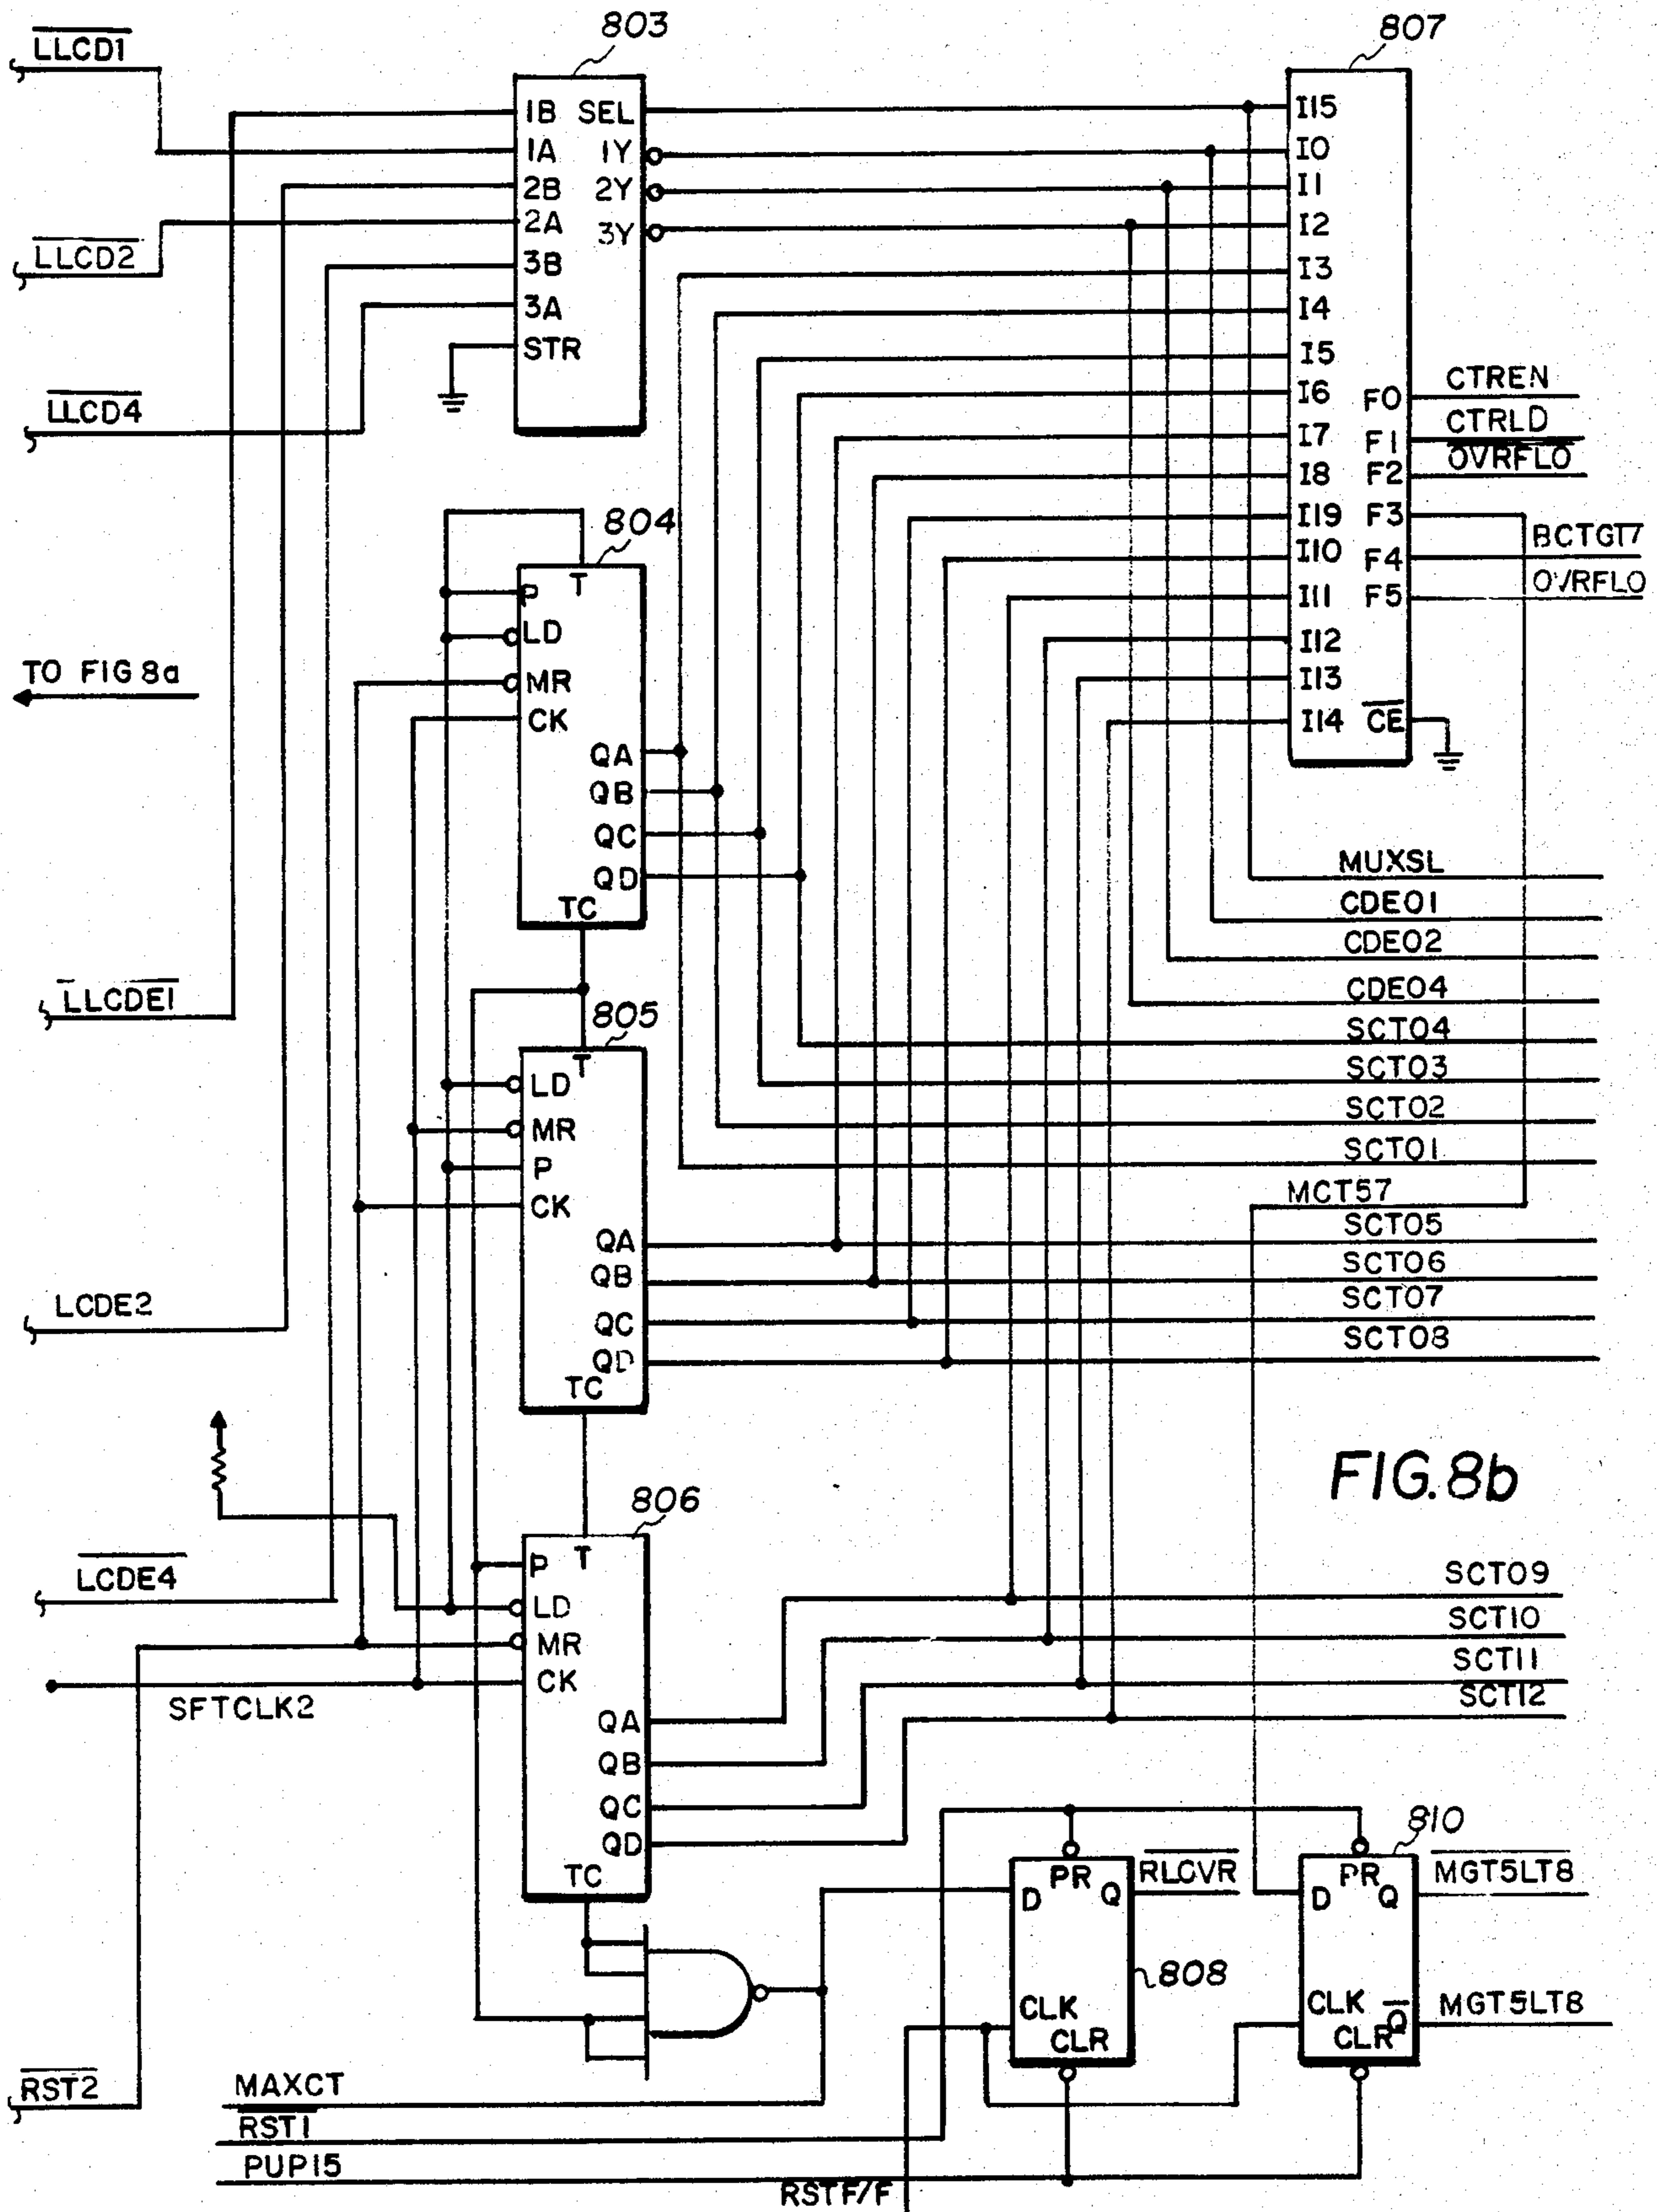 803
807
LLCD1
1B SEL
1A 1Y
2B 2Y
2A 3Y
3B
3A
STR
LLCD2
LLCD4
I15
I0
I1
I2
I3
I4
I5
I6 F0
I7 F1
I8 F2
I19 F3
I10 F4
I11 F5
I12
I13
I14 CE
CTREN
CTRLD
OVRFLO
BCTGT7
OVRFLO
804
T
P
LD
MR
CK
QA
QB
QC
QD
TC
TO FIG 8a
MUXSL
CDE01
CDE02
CDE04
SCT04
SCT03
SCT02
SCT01
MCT57
SCT05
SCT06
SCT07
SCT08
LLCDE1
805
T
LD
MR
P
CK
QA
QB
QC
QD
TC
LCDE2
FIG.8b
806
P T
LD
MR
CK
QA
QB
QC
QD
TC
LCDE4
SFTCLK2
SCT09
SCT10
SCT11
SCT12
810
PR
D Q
RLOVR
CLK
CLR
808
PR
D Q
MGT5LT8
CLK Q
CLR
MGT5LT8
RST2
MAXCT
RST1
PUP15
RSTF/F